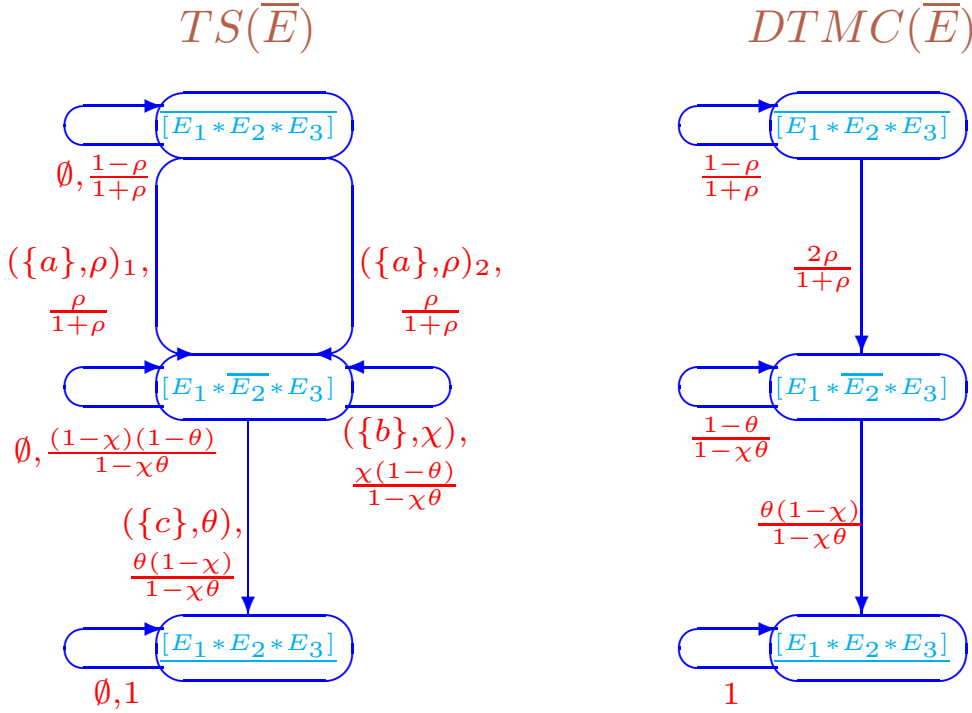 TS(E̅) DTMC(E̅)
[E₁∗E₂∗E₃]‾ [E₁∗E₂∗E₃]‾
∅, (1−ρ)/(1+ρ) (1−ρ)/(1+ρ)
({a},ρ)₁, ({a},ρ)₂,
ρ/(1+ρ) ρ/(1+ρ) 2ρ/(1+ρ)
[E₁∗E̅₂∗E₃] [E₁∗E̅₂∗E₃]
∅, ((1−χ)(1−θ))/(1−χθ) ({b},χ), (1−θ)/(1−χθ)
χ(1−θ)/(1−χθ)
({c},θ), θ(1−χ)/(1−χθ)
θ(1−χ)/(1−χθ)
[E₁∗E₂∗E₃] [E₁∗E₂∗E₃]
∅,1 1